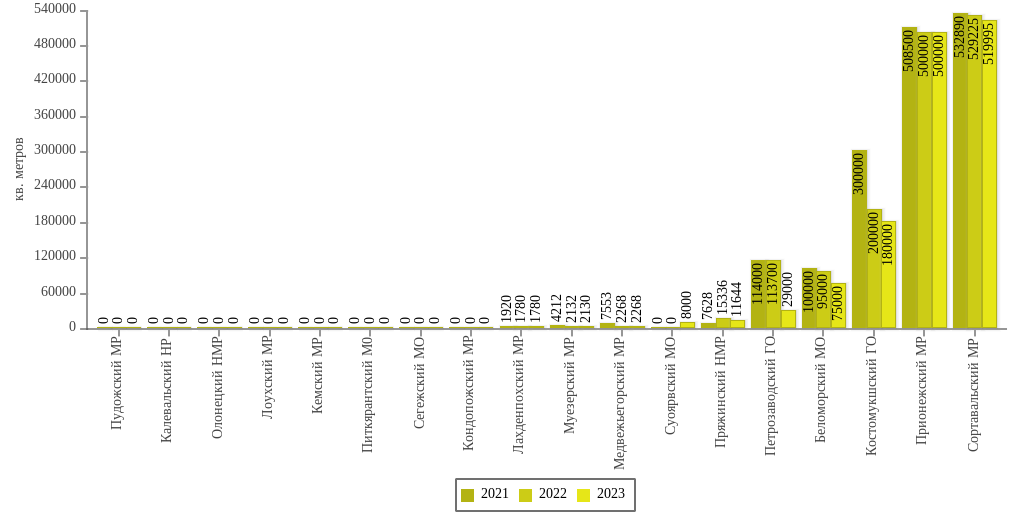 540000
480000
420000
360000
300000
240000
180000
120000
60000
0
кв. метров
0 0 0
0 0 0
0 0 0
0 0 0
0 0 0
0 0 0
0 0 0
0 0 0
1920 1780 1780
4212 2132 2130
7553 2268 2268
0 0 8000
7628 15336 11644
114000 113700 29000
100000 95000 75000
300000 200000 180000
508500 500000 500000
532890 529225 519995
Пудожский МР
Калевальский НР
Олонецкий НМР
Лоухский МР
Кемский МР
Питкярантский М0
Сегежский МО
Кондопожский МР
Лахденпохский МР
Муезерский МР
Медвежьегорский МР
Суоярвский МО
Пряжинский НМР
Петрозаводский ГО
Беломорский МО
Костомукшский ГО
Прионежский МР
Сортавальский МР
2021 2022 2023